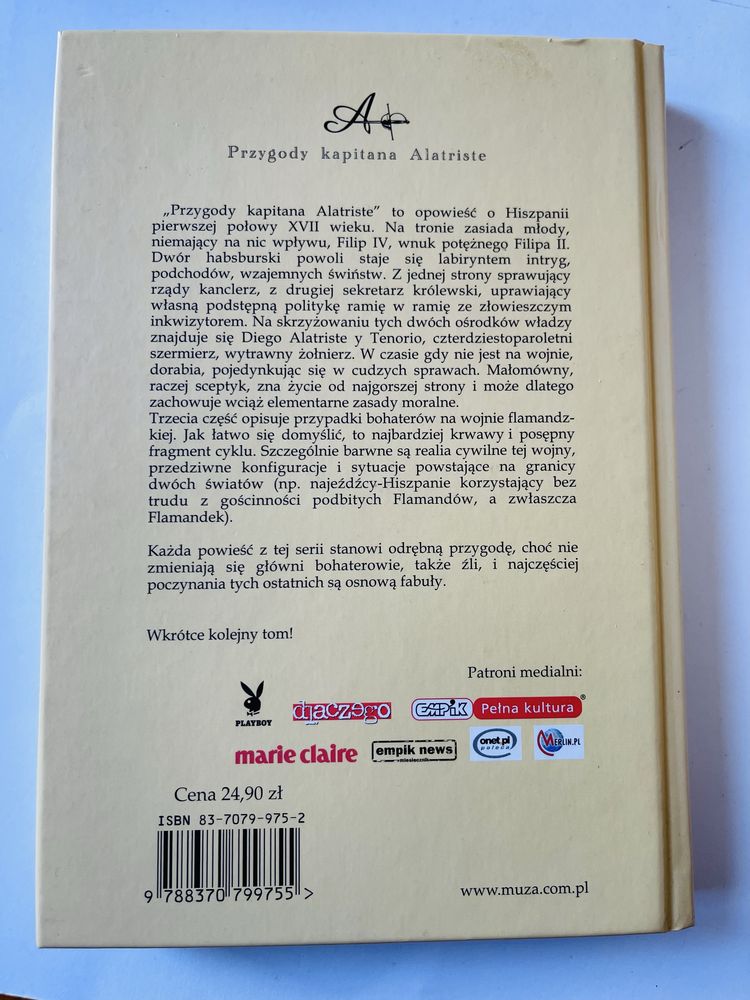 A
Przygody kapitana Alatriste
„Przygody kapitana Alatriste” to opowieść o Hiszpanii
pierwszej połowy XVII wieku. Na tronie zasiada młody,
niemający na nic wpływu, Filip IV, wnuk potężnego Filipa II.
Dwór habsburski powoli staje się labiryntem intryg,
podchodów, wzajemnych świństw. Z jednej strony sprawujący
rządy kanclerz, z drugiej sekretarz królewski, uprawiający
własną podstępną politykę ramię w ramię ze złowieszczym
inkwizytorem. Na skrzyżowaniu tych dwóch ośrodków władzy
znajduje się Diego Alatriste y Tenorio, czterdziestoparoletni
szermierz, wytrawny żołnierz. W czasie gdy nie jest na wojnie,
dorabia, pojedynkując się w cudzych sprawach. Małomówny,
raczej sceptyk, zna życie od najgorszej strony i może dlatego
zachowuje wciąż elementarne zasady moralne.
Trzecia część opisuje przypadki bohaterów na wojnie flamandz-
kiej. Jak łatwo się domyślić, to najbardziej krwawy i posępny
fragment cyklu. Szczególnie barwne są realia cywilne tej wojny,
przedziwne konfiguracje i sytuacje powstające na granicy
dwóch światów (np. najeźdźcy-Hiszpanie korzystający bez
trudu z gościnności podbitych Flamandów, a zwłaszcza
Flamandek).
Każda powieść z tej serii stanowi odrębną przygodę, choć nie
zmieniają się główni bohaterowie, także źli, i najczęściej
poczynania tych ostatnich są osnową fabuły.
Wkrótce kolejny tom!
Patroni medialni:
PLAYBOY
dlaczego
EMPiK Pełna kultura ®
marie claire
empik news
miesięcznik
onet.pl
poleca
MERLIN.PL
Cena 24,90 zł
ISBN 83-7079-975-2
9 788370 799755 >
www.muza.com.pl